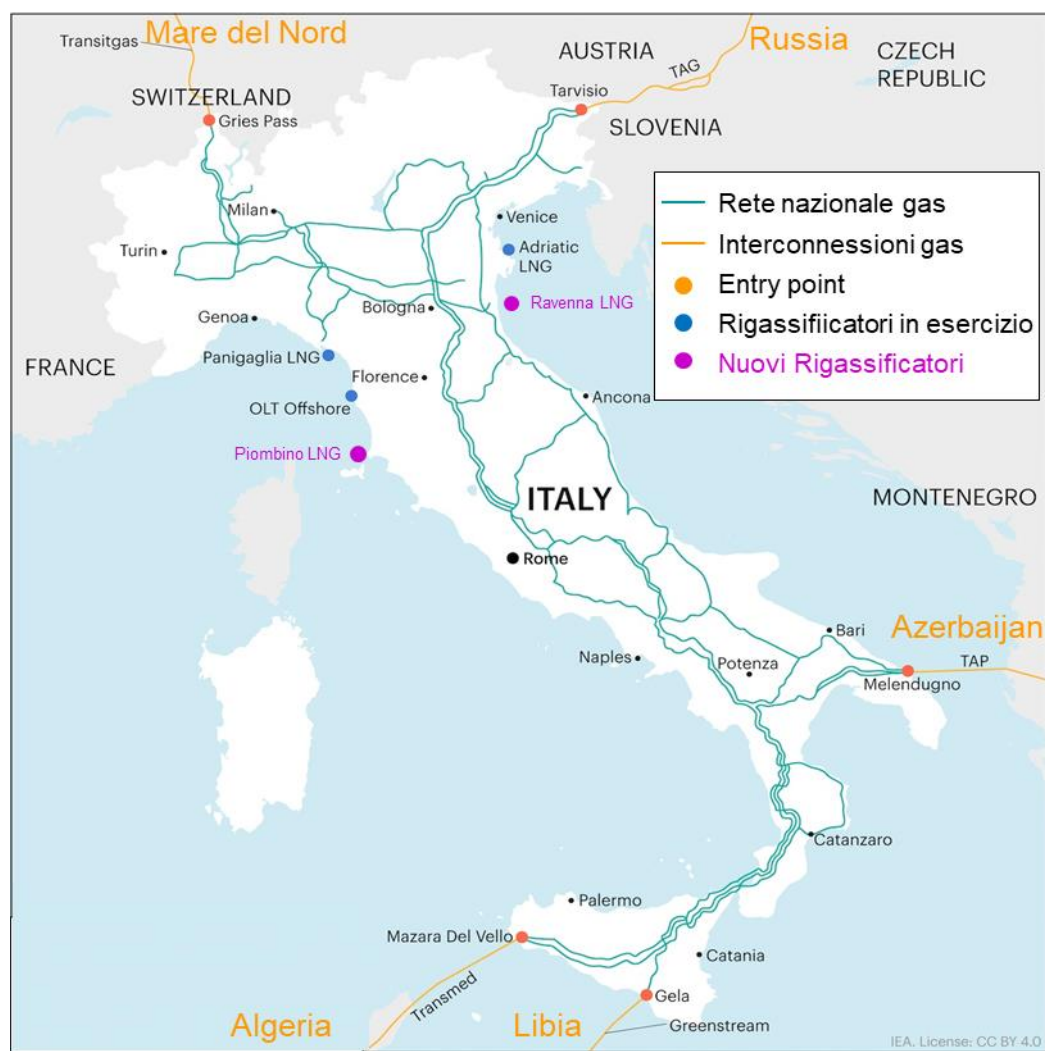 Mare del Nord
Transitgas
AUSTRIA
Russia
CZECH
REPUBLIC
TAG
SWITZERLAND
Tarvisio
Gries Pass
SLOVENIA
Rete nazionale gas
Interconnessioni gas
Entry point
Rigassifiicatori in esercizio
Nuovi Rigassificatori
Milan
Venice
Turin
Adriatic
LNG
Ravenna LNG
Bologna
Genoa
Panigaglia LNG
FRANCE
Florence
OLT Offshore
Ancona
Piombino LNG
ITALY
MONTENEGRO
Rome
Bari
Azerbaijan
Naples
Potenza
TAP
Melendugno
Catanzaro
Palermo
Mazara Del Vello
Catania
Transmed
Gela
Algeria
Libia
Greenstream
IEA. License: CC BY 4.0